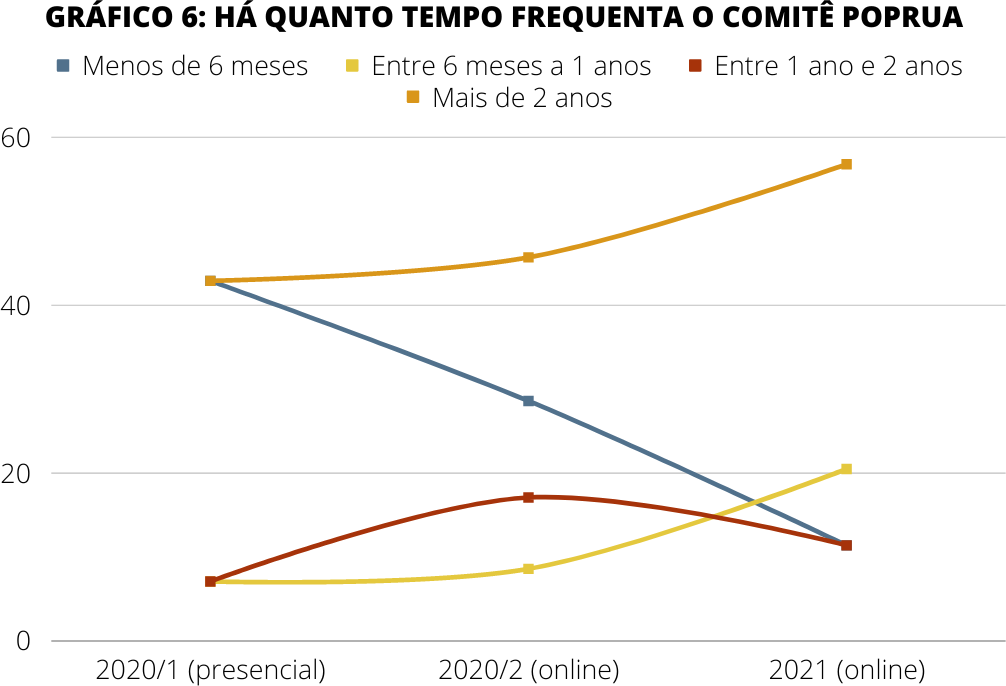 GRÁFICO 6: HÁ QUANTO TEMPO FREQUENTA O COMITÊ POPRUA
Menos de 6 meses Entre 6 meses a 1 anos Entre 1 ano e 2 anos
Mais de 2 anos
60
40
20
0
2020/1 (presencial) 2020/2 (online) 2021 (online)